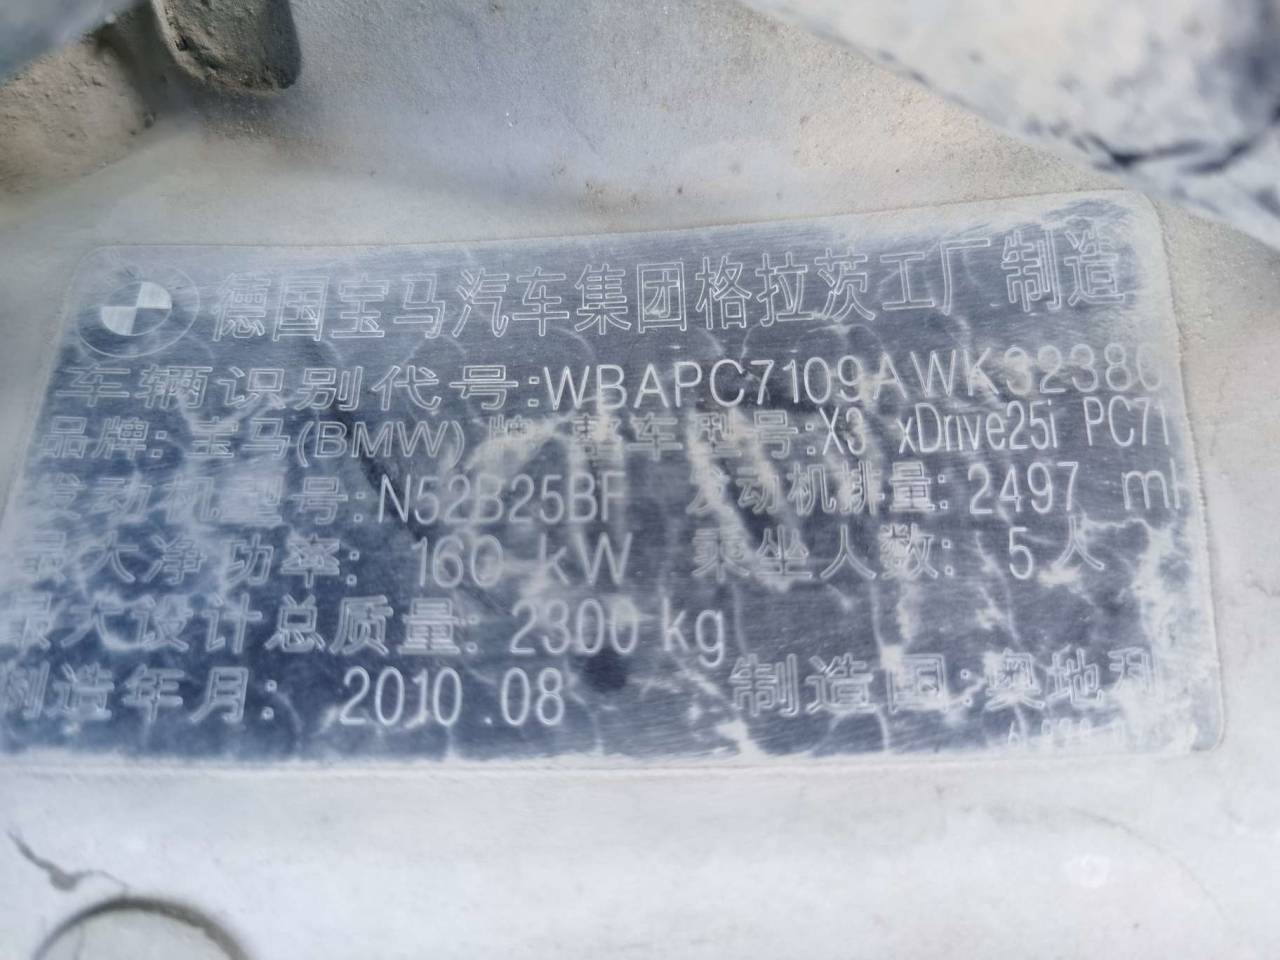 德国宝马汽车集团格拉茨工厂制造
车辆识别代号:WBAPC7109AWK32380
品牌:宝马(BMW)牌 整车型号:X3 xDrive25i PC71
发动机型号:N52B25BF 发动机排量:2497 ml
最大净功率: 160 kW 乘坐人数: 5人
最大设计总质量: 2300 kg
制造年月: 2010.08 制造国:奥地利